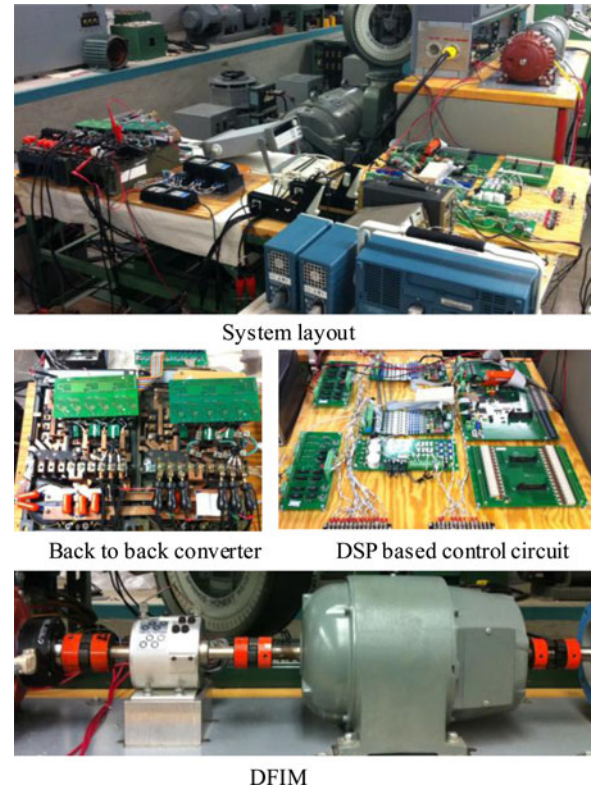 System layout
Back to back converter
DSP based control circuit
DFIM